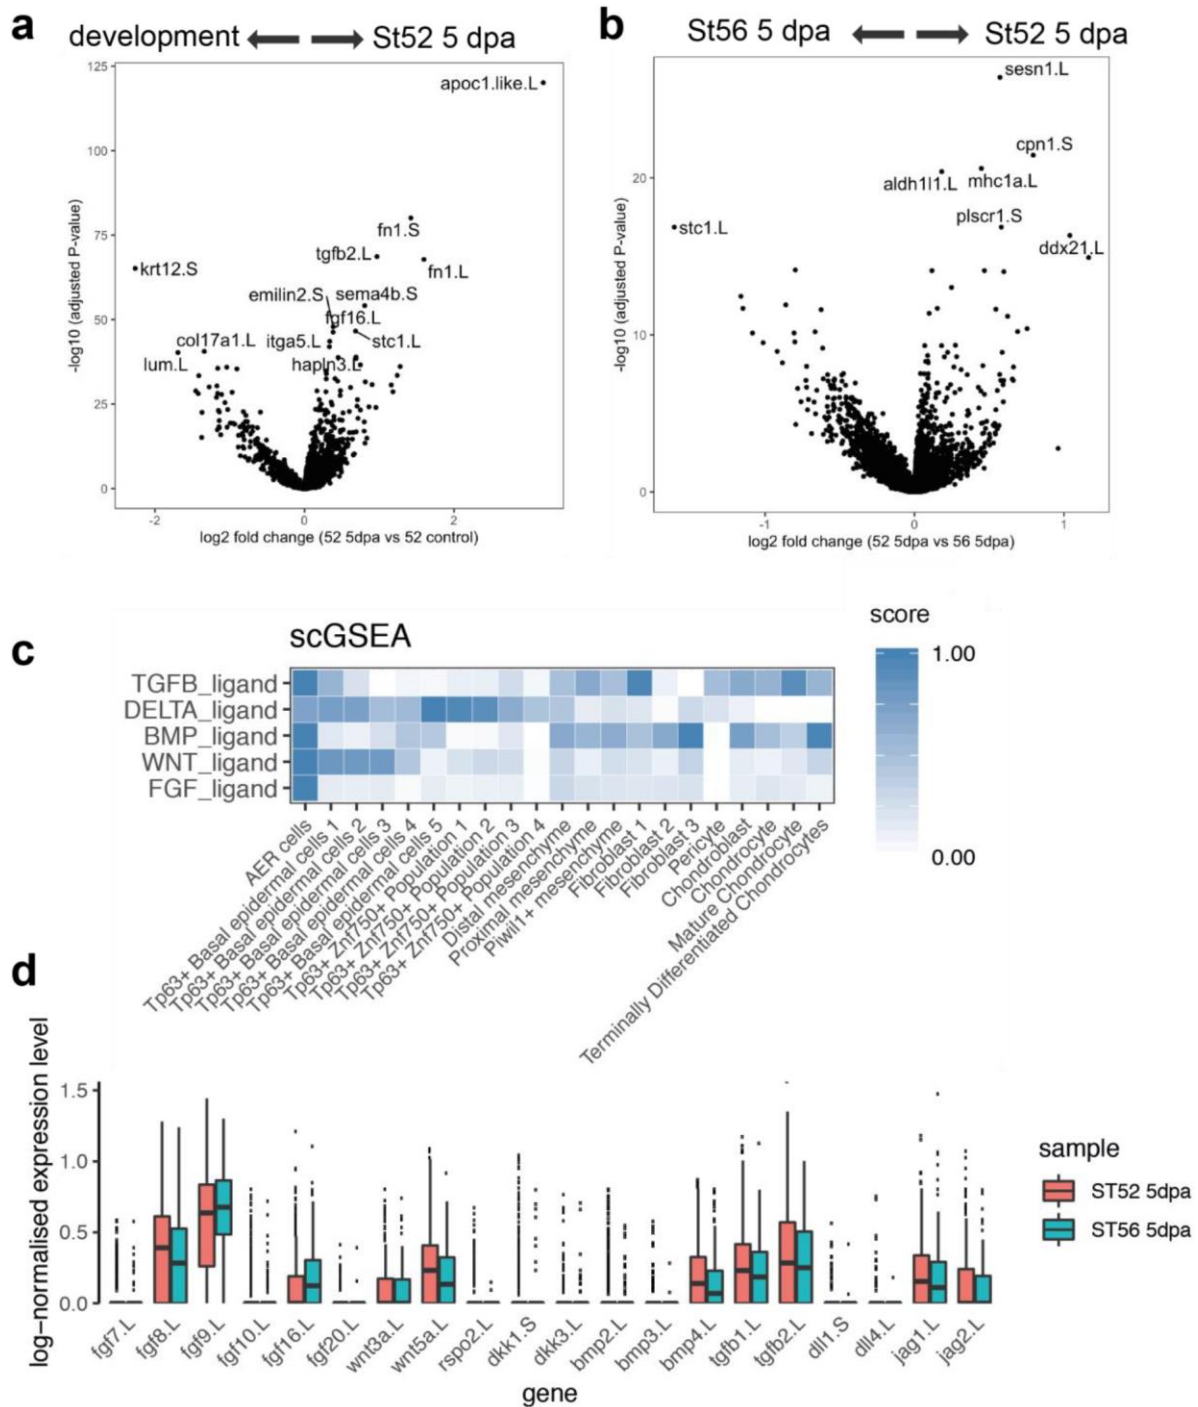 a
development St52 5 dpa
125
100
75
50
25
0
-log10 (adjusted P-value)
apoc1.like.L
fn1.S
tgfb2.L
fn1.L
krt12.S
emilin2.S
sema4b.S
fgf16.L
col17a1.L
itga5.L
stc1.L
lum.L
hapln3.L
-2 0 2
log2 fold change (52 5dpa vs 52 control)
b
St56 5 dpa St52 5 dpa
20
10
0
-log10 (adjusted P-value)
sesn1.L
cpn1.S
aldh1l1.L
mhc1a.L
plscr1.S
stc1.L
ddx21.L
-1 0 1
log2 fold change (52 5dpa vs 56 5dpa)
c
scGSEA
TGFB_ligand
DELTA_ligand
BMP_ligand
WNT_ligand
FGF_ligand
AER cells
Tp63+ Basal epidermal cells 1
Tp63+ Basal epidermal cells 2
Tp63+ Basal epidermal cells 3
Tp63+ Basal epidermal cells 4
Tp63+ Basal epidermal cells 5
Tp63+ Znf750+ Population 1
Tp63+ Znf750+ Population 2
Tp63+ Znf750+ Population 3
Tp63+ Znf750+ Population 4
Distal mesenchyme
Proximal mesenchyme
Piwil1+ mesenchyme
Fibroblast 1
Fibroblast 2
Fibroblast 3
Pericyte
Chondroblast
Chondrocyte
Mature Chondrocyte
Terminally Differentiated Chondrocytes
score
1.00
0.00
d
log-normalised expression level
1.5
1.0
0.5
0.0
fgf7.L
fgf8.L
fgf9.L
fgf10.L
fgf16.L
fgf20.L
wnt3a.L
wnt5a.L
rspo2.L
dkk1.S
dkk3.L
bmp2.L
bmp3.L
bmp4.L
tgfb1.L
tgfb2.L
dll1.S
dll4.L
jag1.L
jag2.L
gene
sample
ST52 5dpa
ST56 5dpa